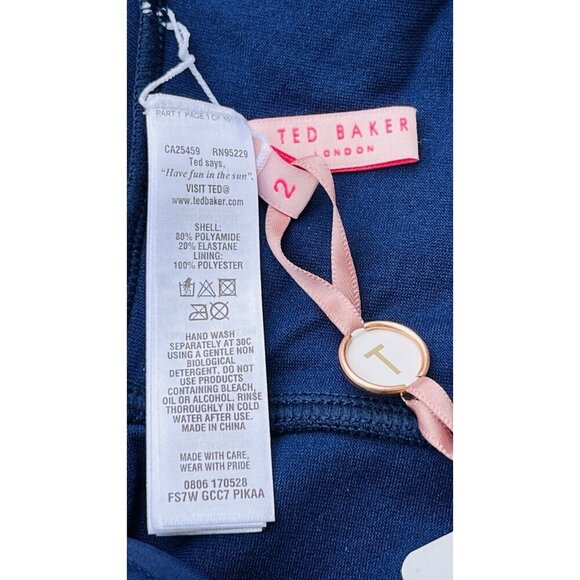 PART 1 PAGE 1 OF 10
CA25459 RN95229
Ted says,
"Have fun in the sun".
VISIT TED@
www.tedbaker.com
SHELL:
80% POLYAMIDE
20% ELASTANE
LINING:
100% POLYESTER
HAND WASH
SEPARATELY AT 30C
USING A GENTLE NON
BIOLOGICAL
DETERGENT. DO NOT
USE PRODUCTS
CONTAINING BLEACH,
OIL OR ALCOHOL. RINSE
THOROUGHLY IN COLD
WATER AFTER USE.
MADE IN CHINA
MADE WITH CARE,
WEAR WITH PRIDE
0806 170528
FS7W GCC7 PIKAA
TED BAKER
LONDON
2
T